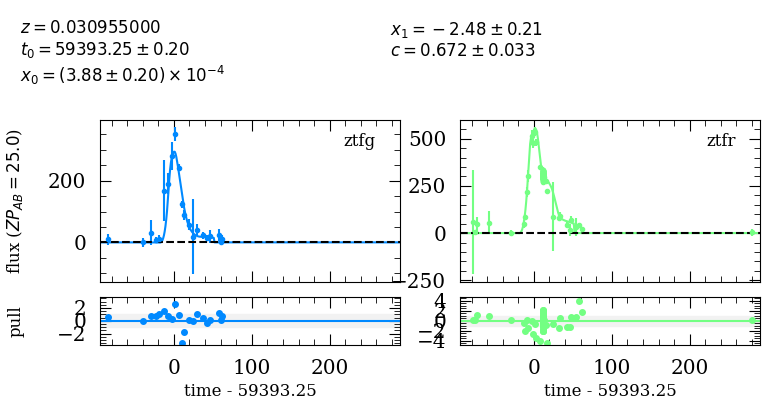 z = 0.030955000
t₀ = 59393.25 ± 0.20
x₀ = (3.88 ± 0.20) × 10⁻⁴
x₁ = −2.48 ± 0.21
c = 0.672 ± 0.033
flux (ZP_AB = 25.0)
200
0
ztfg
500
250
0
−250
ztfr
pull
2
0
−2
4
2
0
−2
−4
0 100 200
time - 59393.25
0 100 200
time - 59393.25